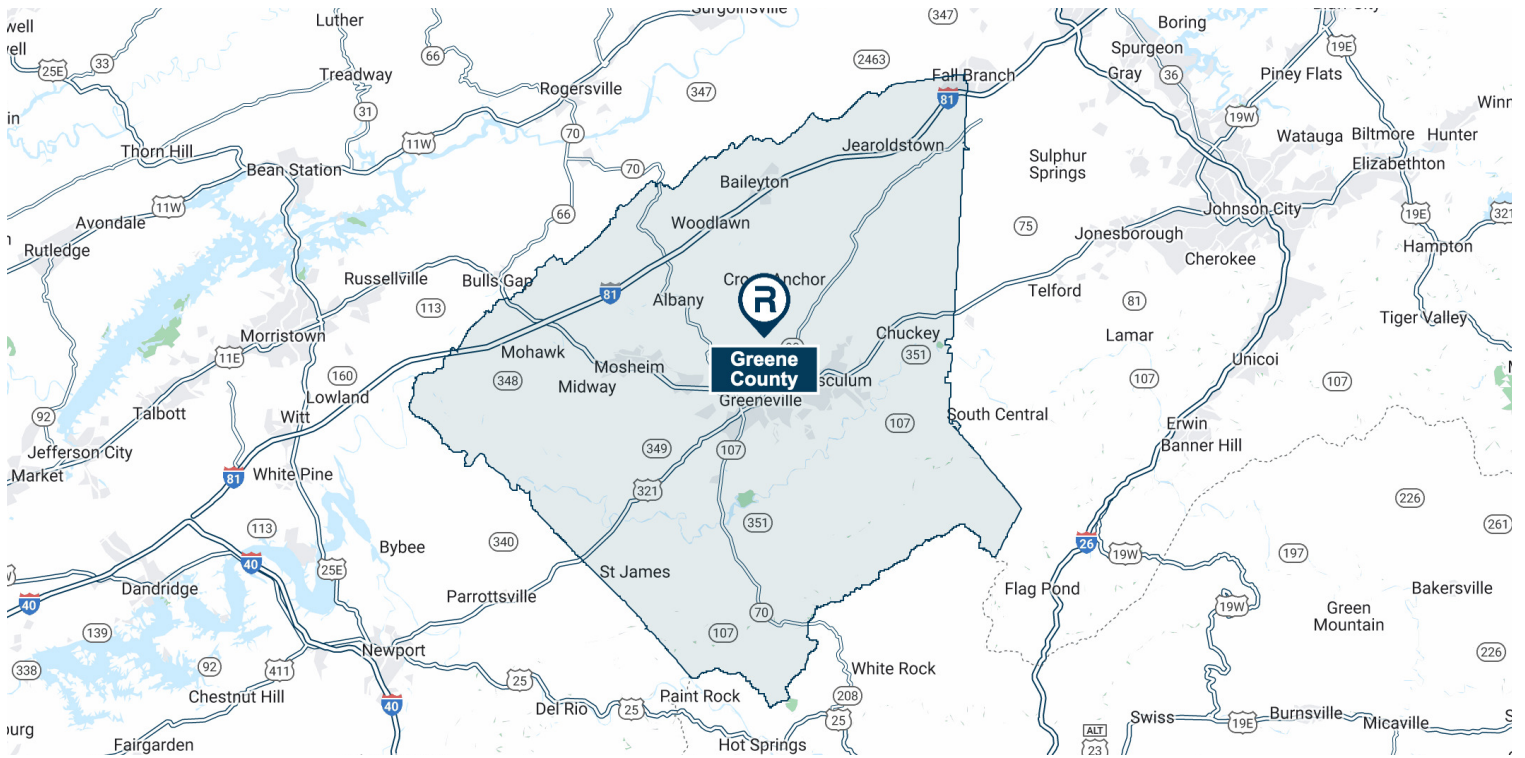 Surgoinsville
347
well
Luther
Boring
ell
33
66
Spurgeon
19E
25E
Treadway
2463
Fall Branch
Gray
36
Piney Flats
Rogersville
347
81
31
19W
in
11W
70
Watauga
Biltmore
Hunter
Thorn Hill
Jearoldstown
Sulphur
Springs
Elizabethton
Bean Station
70
Baileyton
11W
66
Johnson City
19E
321
Avondale
Woodlawn
75
Jonesborough
Rutledge
Cherokee
Hampton
Russellville
Bulls Gap
Telford
81
Albany
81
113
Tiger Valley
Morristown
Chuckey
Lamar
R
Mohawk
351
11E
Greene
County
Unicoi
160
348
Mosheim
Midway
107
107
Lowland
Greeneville
Talbott
Witt
92
South Central
107
Erwin
Banner Hill
Jefferson City
349
107
Market
White Pine
81
321
226
113
351
261
Bybee
340
26
19W
197
40
25E
St James
Dandridge
Flag Pond
Bakersville
40
Parrottsville
70
19W
Green
Mountain
139
107
226
Newport
338
92
411
25
White Rock
Chestnut Hill
Paint Rock
208
40
Del Rio
25
25
Swiss
19E
Burnsville
Micaville
ALT
23
Fairgarden
Hot Springs